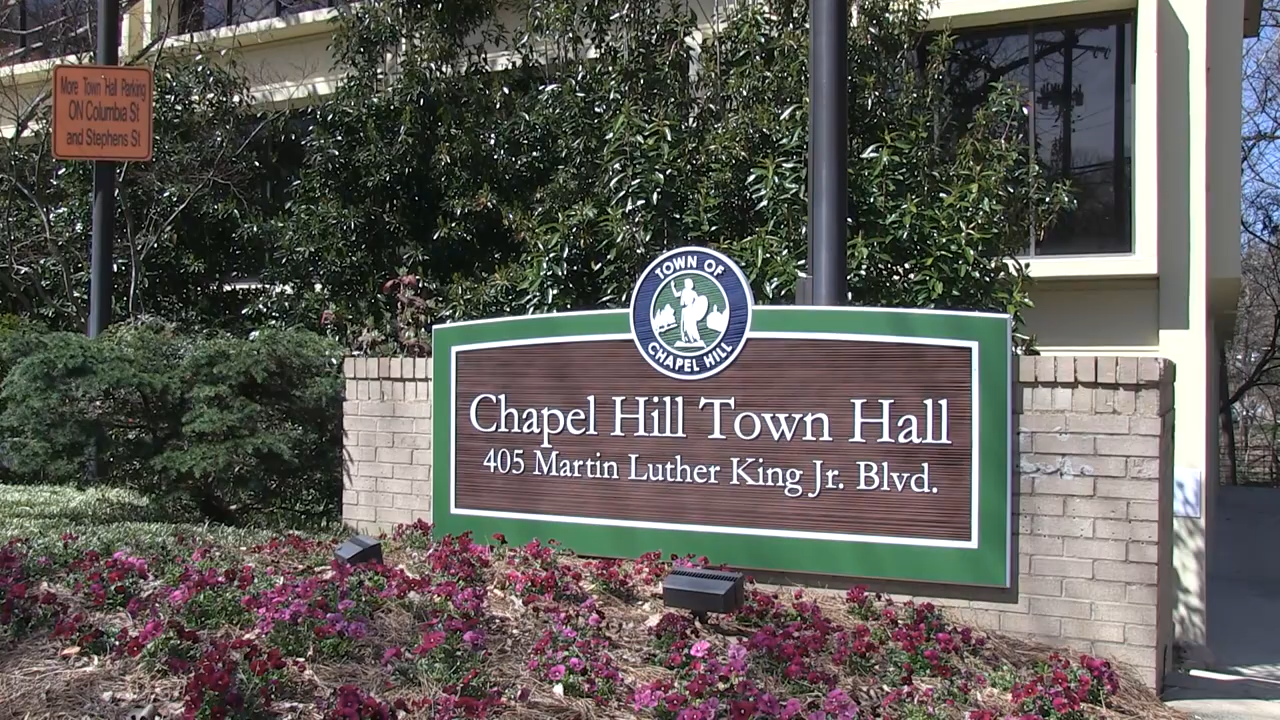 More Town Hall Parking
ON Columbia St
and Stephens St
TOWN OF
CHAPEL HILL
Chapel Hill Town Hall
405 Martin Luther King Jr. Blvd.